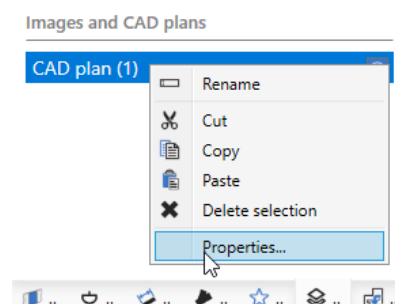 Images and CAD plans
CAD plan (1)
Rename
Cut
Copy
Paste
Delete selection
Properties...